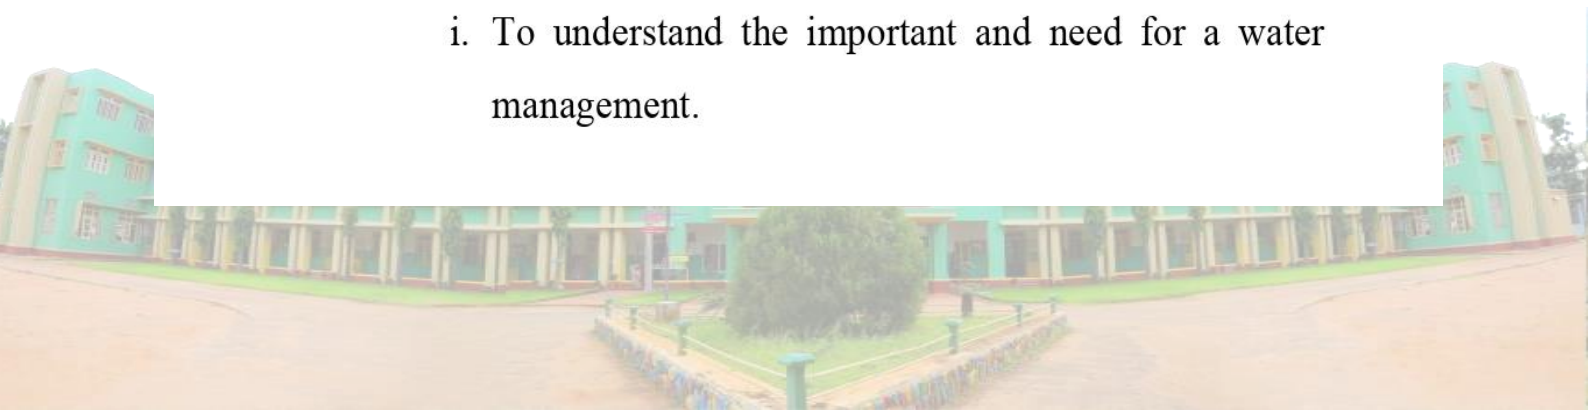 i. To understand the important and need for a water
management.